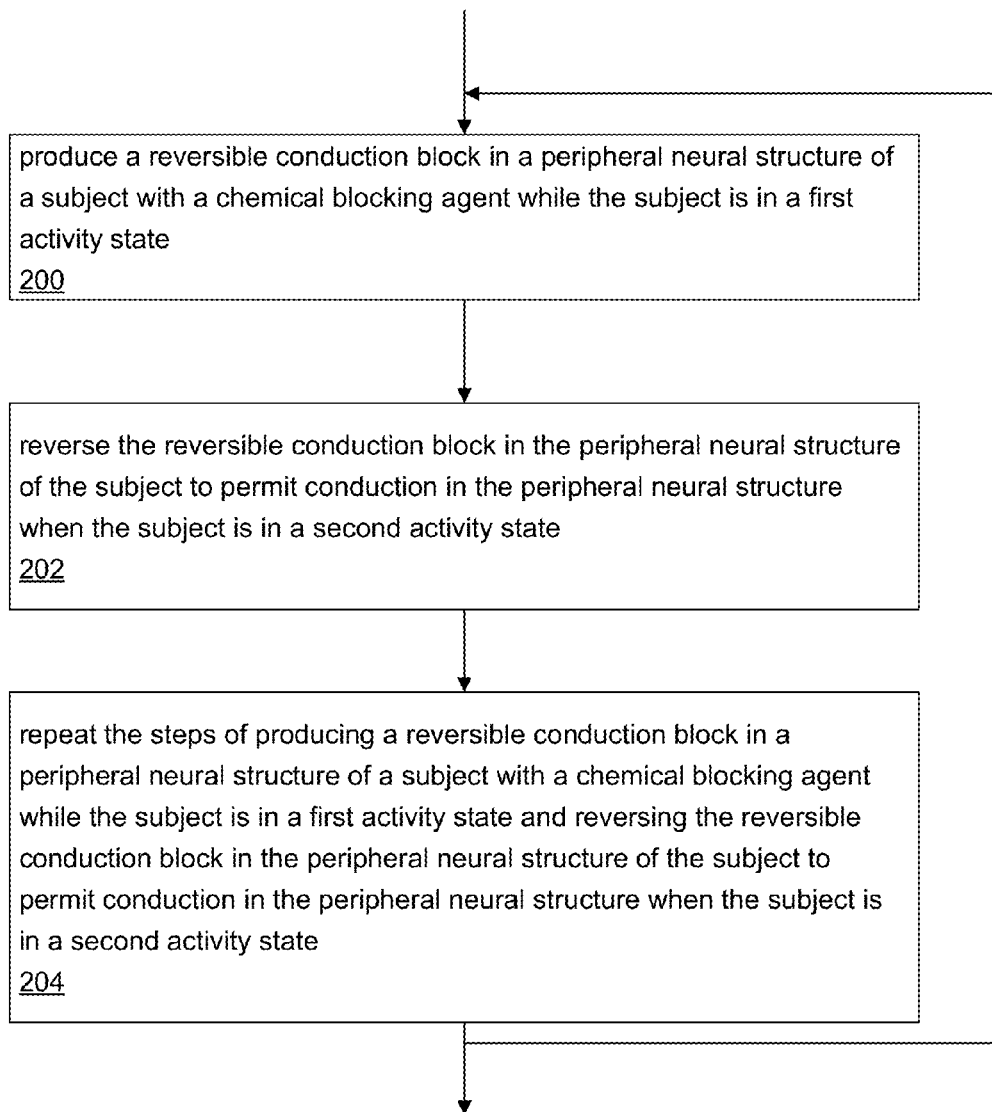 produce a reversible conduction block in a peripheral neural structure of
a subject with a chemical blocking agent while the subject is in a first
activity state
200
reverse the reversible conduction block in the peripheral neural structure
of the subject to permit conduction in the peripheral neural structure
when the subject is in a second activity state
202
repeat the steps of producing a reversible conduction block in a
peripheral neural structure of a subject with a chemical blocking agent
while the subject is in a first activity state and reversing the reversible
conduction block in the peripheral neural structure of the subject to
permit conduction in the peripheral neural structure when the subject is
in a second activity state
204